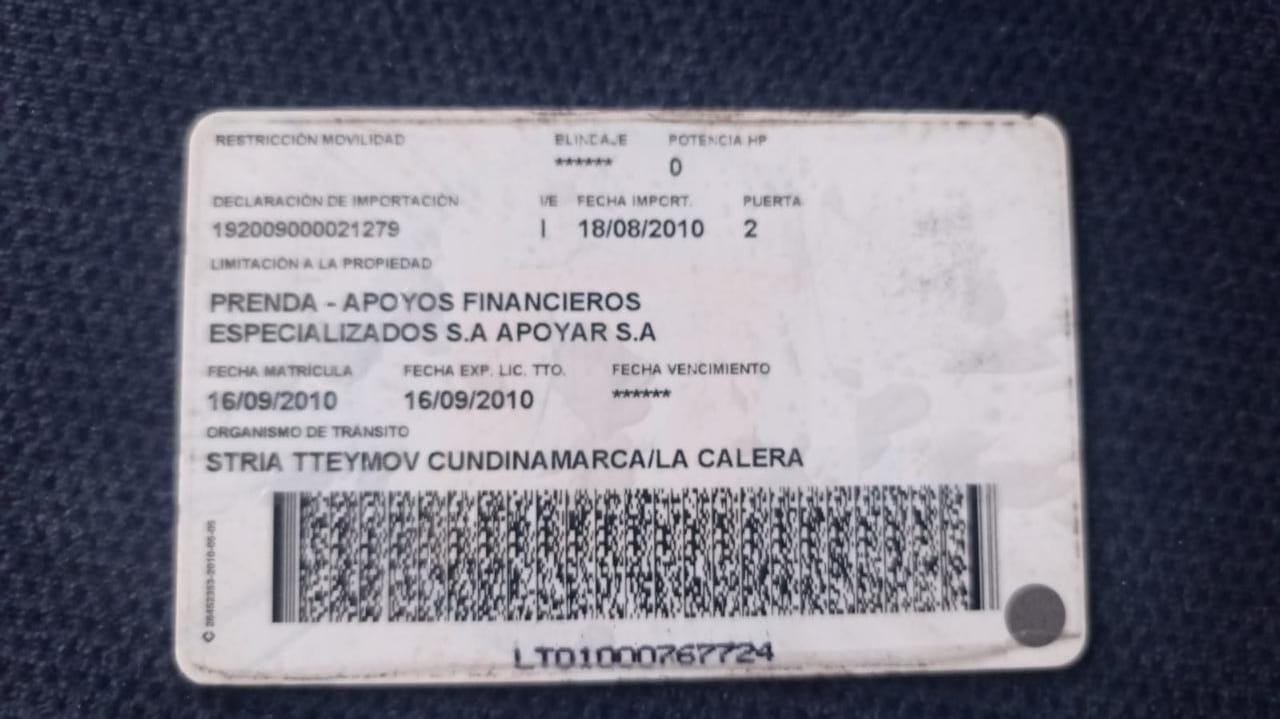 RESTRICCIÓN MOVILIDAD BLINDAJE POTENCIA HP
****** 0
DECLARACIÓN DE IMPORTACIÓN I/E FECHA IMPORT. PUERTA
192009000021279 I 18/08/2010 2
LIMITACIÓN A LA PROPIEDAD
PRENDA - APOYOS FINANCIEROS
ESPECIALIZADOS S.A APOYAR S.A
FECHA MATRÍCULA FECHA EXP. LIC. TTO. FECHA VENCIMIENTO
16/09/2010 16/09/2010 ******
ORGANISMO DE TRÁNSITO
STRIA TTEYMOV CUNDINAMARCA/LA CALERA
LT01000767724